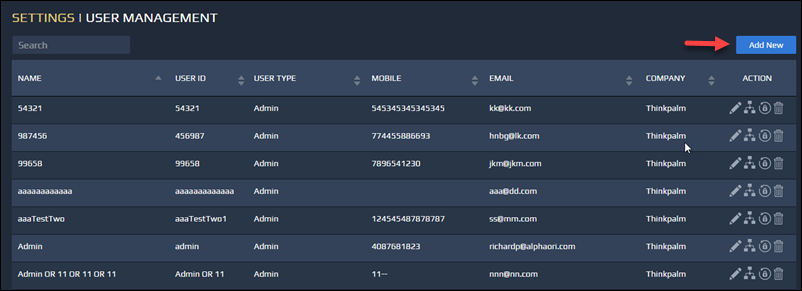 SETTINGS | USER MANAGEMENT
Search
Add New
NAME USER ID USER TYPE MOBILE EMAIL COMPANY ACTION
54321 54321 Admin 545345345345345 kk@kk.com Thinkpalm
987456 456987 Admin 774455886693 hnbg@lk.com Thinkpalm
99658 99658 Admin 7896541230 jkm@jkm.com Thinkpalm
aaaaaaaaaaaa aaaaaaaaaaaaa Admin aaa@dd.com Thinkpalm
aaaTestTwo aaaTestTwo1 Admin 124545487878787 ss@mm.com Thinkpalm
Admin admin Admin 4087681823 richardp@alphaori.com Thinkpalm
Admin OR 11 OR 11 OR 11 Admin OR 11 Admin 11-- nnn@nn.com Thinkpalm